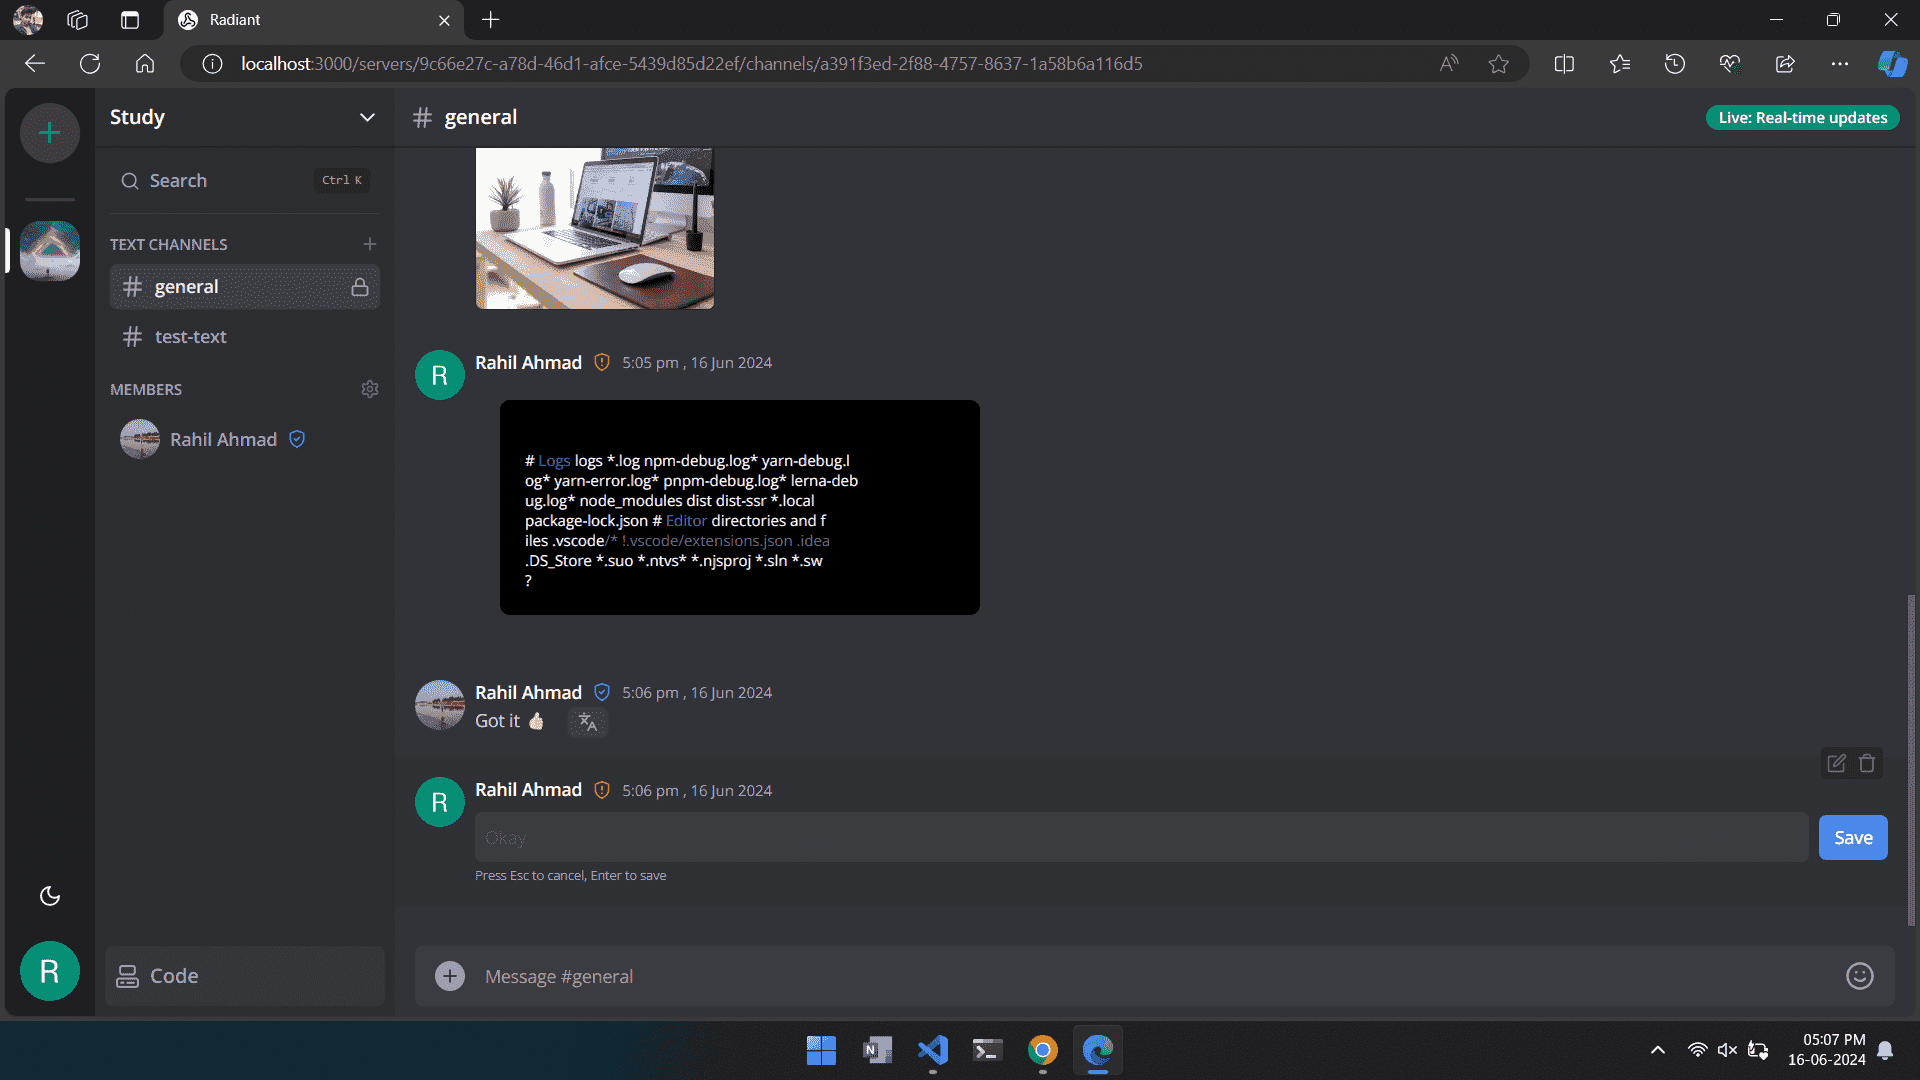 Radiant
localhost:3000/servers/9c66e27c-a78d-46d1-afce-5439d85d22ef/channels/a391f3ed-2f88-4757-8637-1a58b6a116d5
Study
# general
Live: Real-time updates
Search
Ctrl K
TEXT CHANNELS
# general
# test-text
MEMBERS
Rahil Ahmad
R
Rahil Ahmad
5:05 pm , 16 Jun 2024
# Logs logs *.log npm-debug.log* yarn-debug.l
og* yarn-error.log* pnpm-debug.log* lerna-deb
ug.log* node_modules dist dist-ssr *.local
package-lock.json # Editor directories and f
iles .vscode/* !.vscode/extensions.json .idea
.DS_Store *.suo *.ntvs* *.njsproj *.sln *.sw
?
Rahil Ahmad
5:06 pm , 16 Jun 2024
Got it 👍🏻
R
Rahil Ahmad
5:06 pm , 16 Jun 2024
Okay
Save
Press Esc to cancel, Enter to save
R
Code
Message #general
05:07 PM
16-06-2024